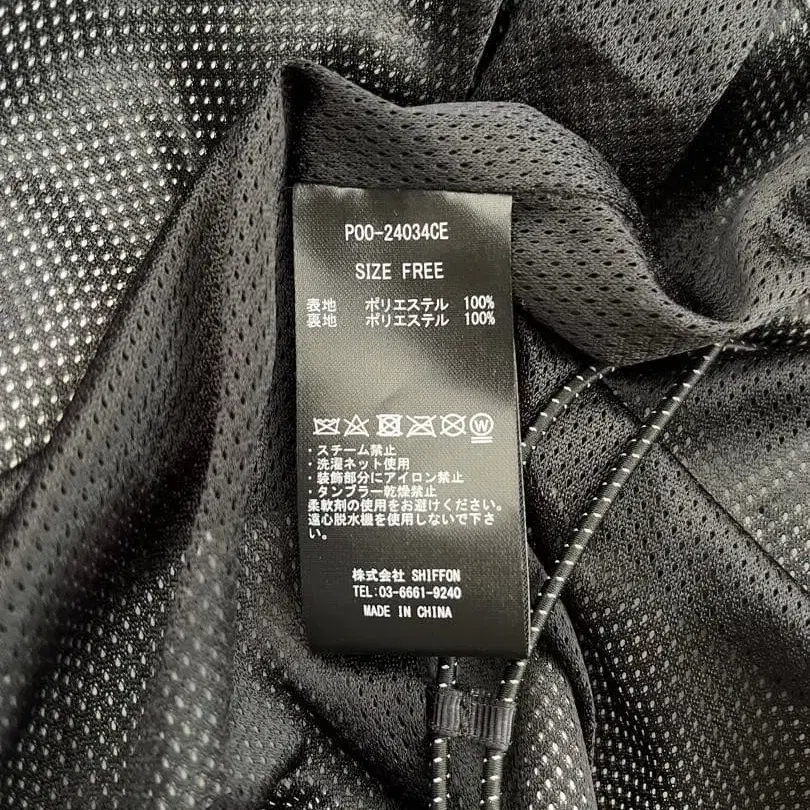 POO-24034CE
SIZE FREE
表地 ポリエステル 100%
裏地 ポリエステル 100%
W
・スチーム禁止
・洗濯ネット使用
・装飾部分にアイロン禁止
・タンブラー乾燥禁止
柔軟剤の使用をお避けください。
遠心脱水機を使用しないで下さ
い。
株式会社 SHIFFON
TEL:03-6661-9240
MADE IN CHINA